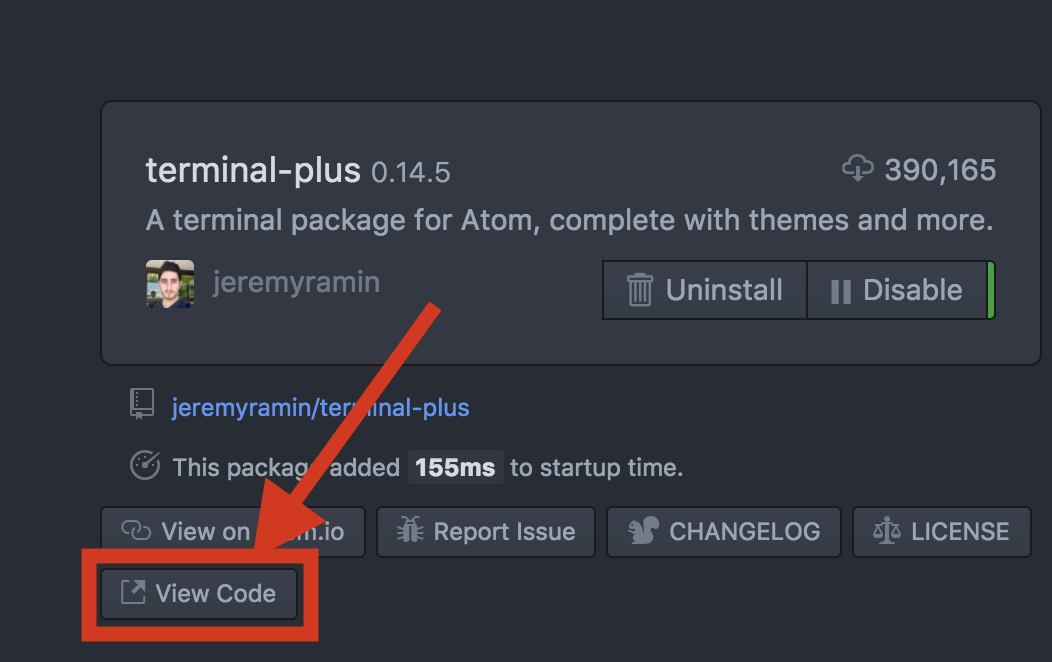 terminal-plus 0.14.5 390,165
A terminal package for Atom, complete with themes and more.
jeremyramin Uninstall Disable
jeremyramin/terminal-plus
This package added 155ms to startup time.
View on Atom.io Report Issue CHANGELOG LICENSE
View Code